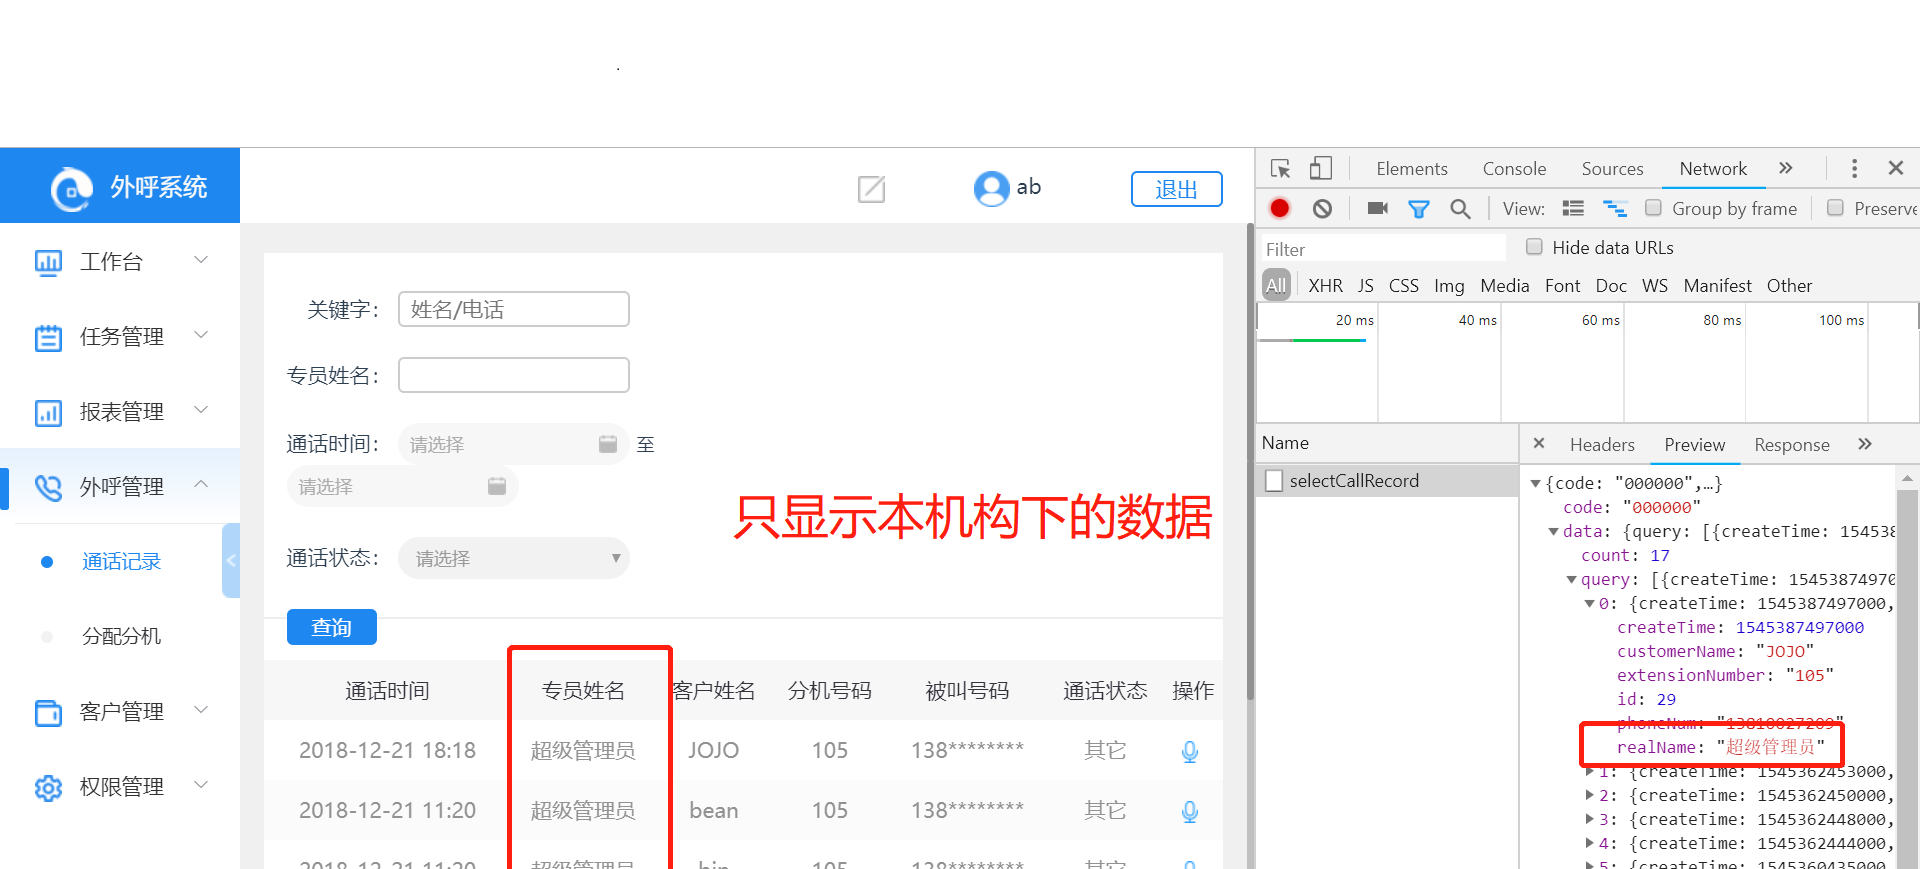 外呼系统
ab
退出
工作台
任务管理
报表管理
外呼管理
通话记录
分配分机
客户管理
权限管理
关键字：
姓名/电话
专员姓名：
通话时间：
请选择
至
请选择
通话状态：
请选择
只显示本机构下的数据
查询
通话时间 专员姓名 客户姓名 分机号码 被叫号码 通话状态 操作
2018-12-21 18:18 超级管理员 JOJO 105 138******** 其它
2018-12-21 11:20 超级管理员 bean 105 138******** 其它
Elements Console Sources Network
View: Group by frame Preserve
Filter
Hide data URLs
All XHR JS CSS Img Media Font Doc WS Manifest Other
20 ms 40 ms 60 ms 80 ms 100 ms
Name
selectCallRecord
Headers Preview Response
{code: "000000",…}
code: "000000"
data: {query: [{createTime: 154538
count: 17
query: [{createTime: 1545387497​0
0: {createTime: 1545387497000,
createTime: 1545387497000
customerName: "JOJO"
extensionNumber: "105"
id: 29
realName: "超级管理员"
1: {createTime: 1545362453000,
2: {createTime: 1545362450000,
3: {createTime: 1545362448000,
4: {createTime: 1545362444000,
5: {createTime: 1545360435000